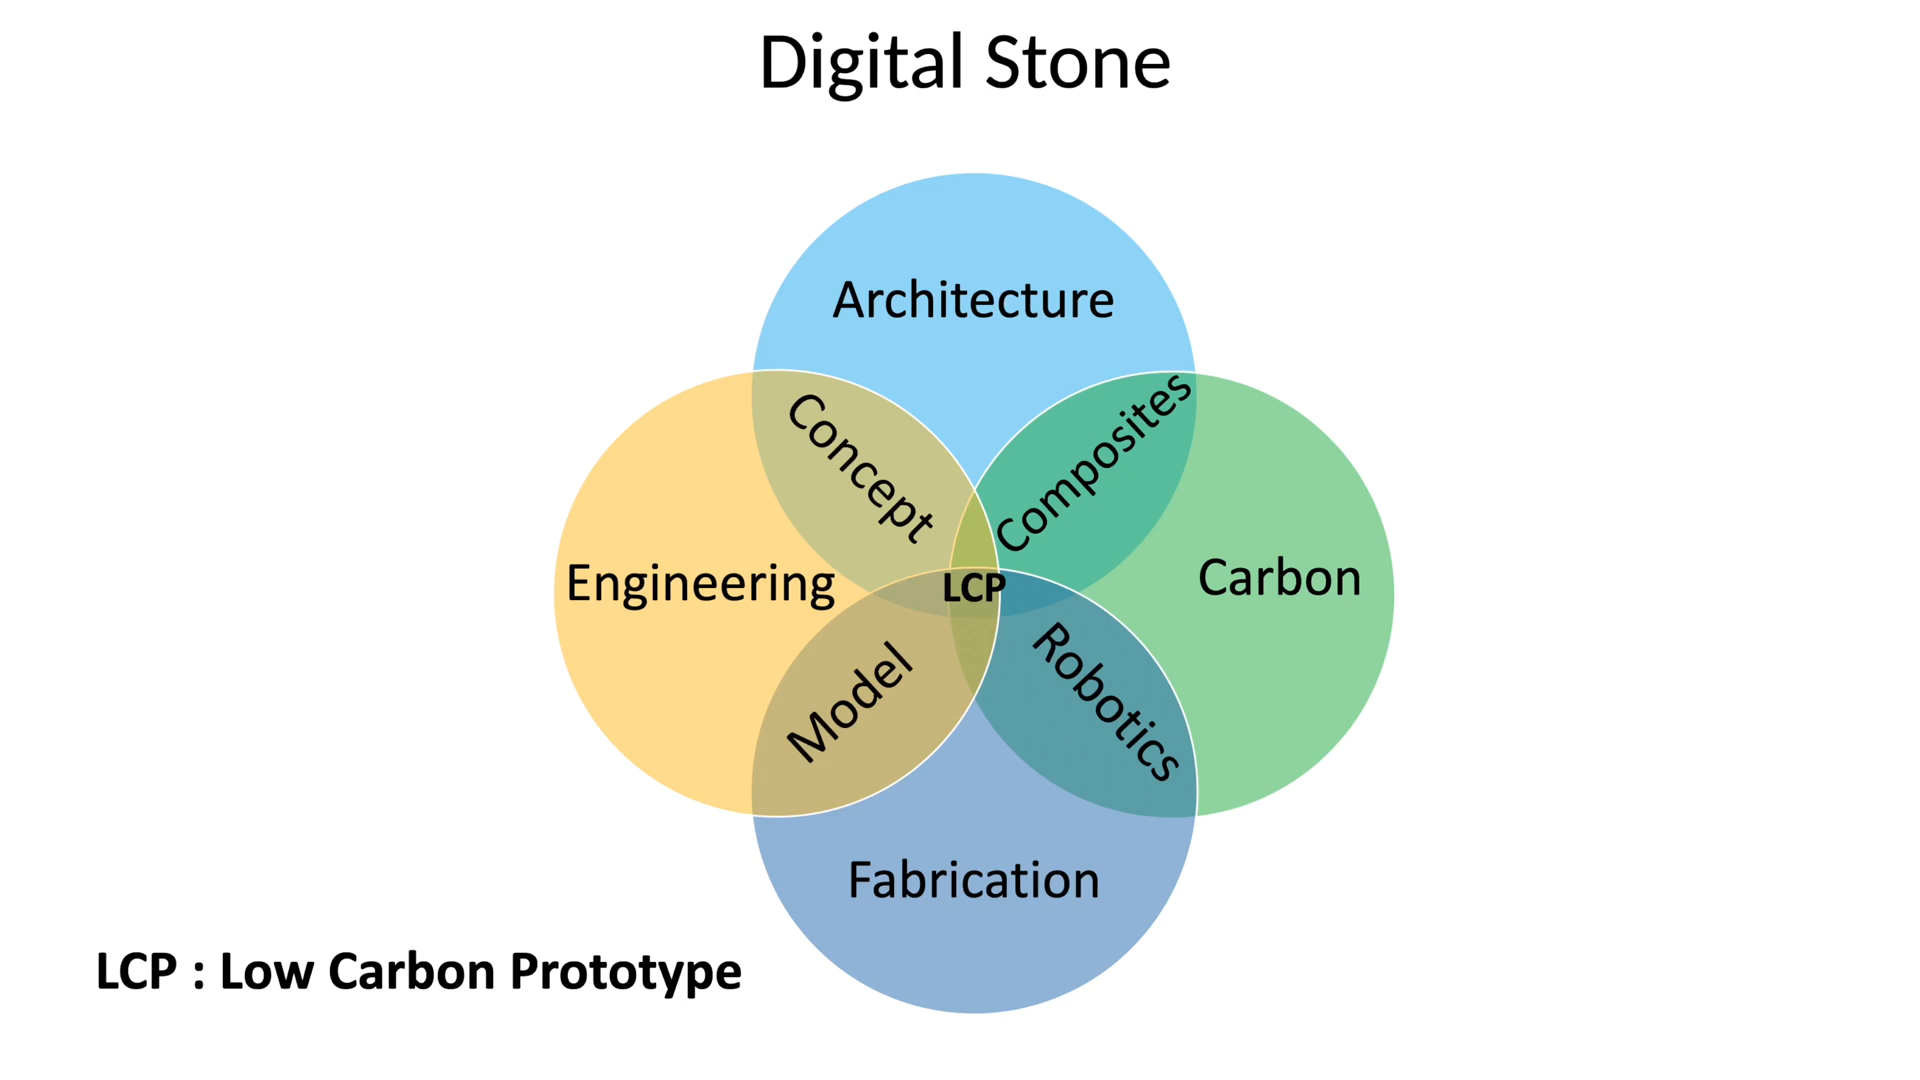 Digital Stone
Architecture
Concept
Composites
Engineering
LCP
Carbon
Model
Robotics
Fabrication
LCP : Low Carbon Prototype